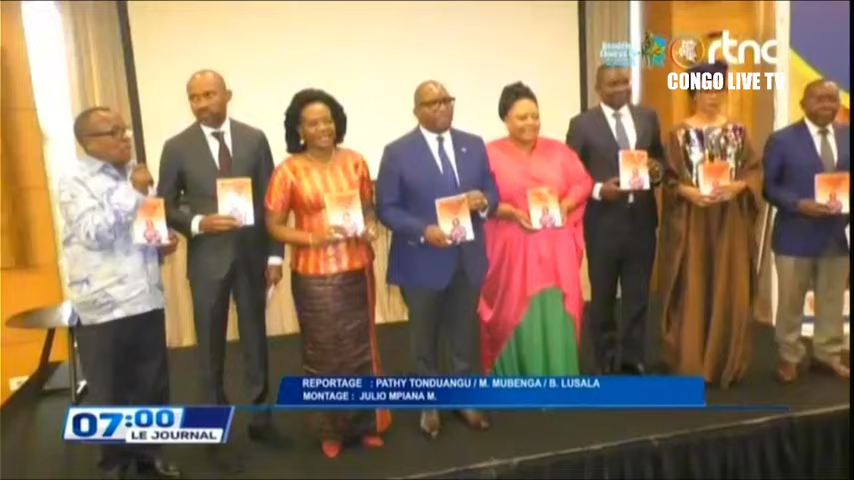 rtnc
CONGO LIVE TV
REPORTAGE : PATHY TONDUANGU / M. MUBENGA / B. LUSALA
MONTAGE : JULIO MPIANA M.
07:00
LE JOURNAL